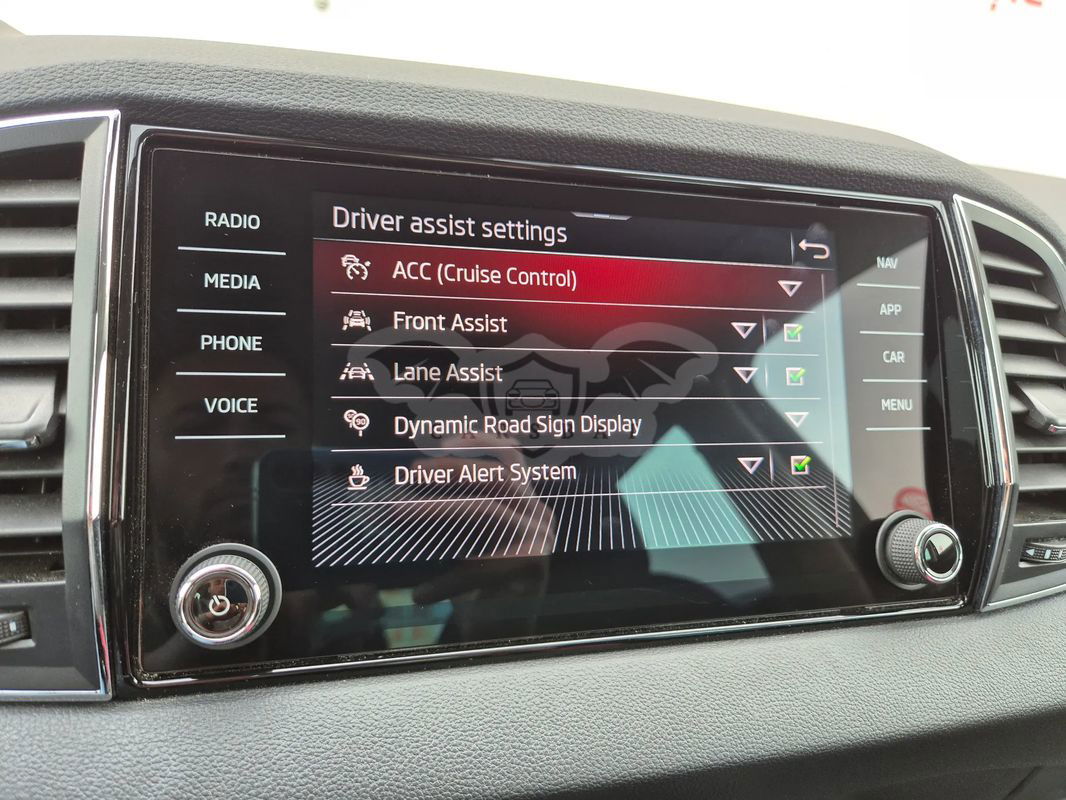 Driver assist settings
RADIO
MEDIA
PHONE
VOICE
ACC (Cruise Control)
Front Assist
Lane Assist
90
Dynamic Road Sign Display
Driver Alert System
NAV
APP
CAR
MENU